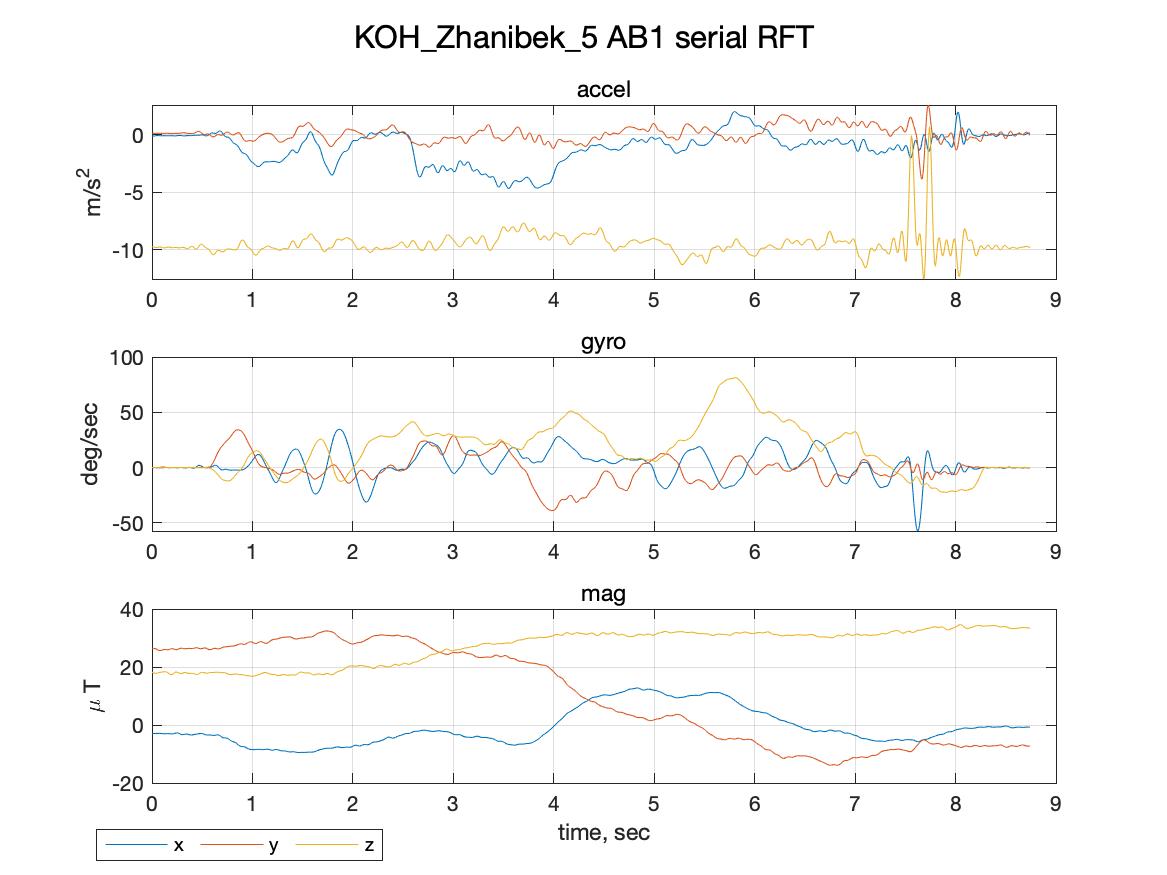 KOH_Zhanibek_5 AB1 serial RFT
accel
0
-5
-10
m/s2
0 1 2 3 4 5 6 7 8 9
gyro
100
50
0
-50
deg/sec
0 1 2 3 4 5 6 7 8 9
mag
40
20
0
-20
μ T
0 1 2 3 4 5 6 7 8 9
time, sec
x y z